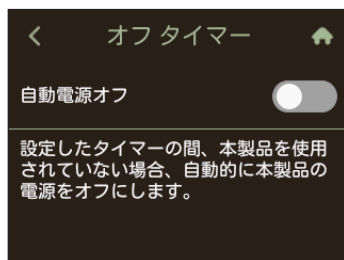 オフ タイマー
自動電源オフ
設定したタイマーの間、本製品を使用
されていない場合、自動的に本製品の
電源をオフにします。